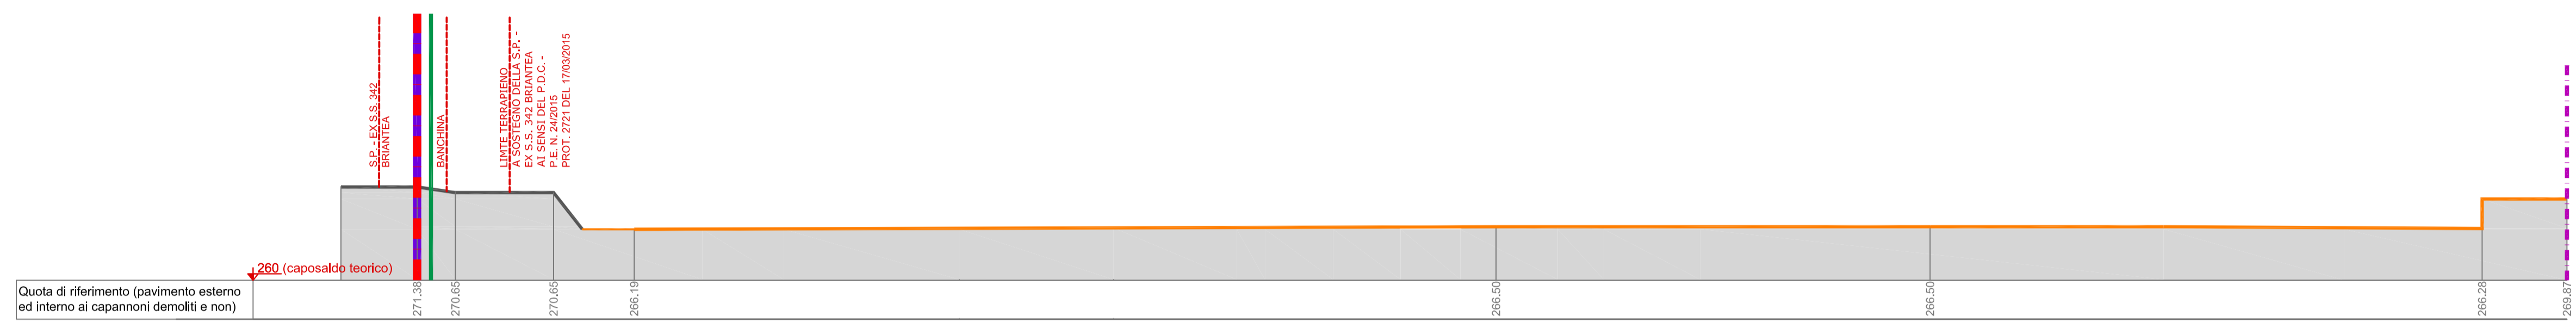 S.P. - EX S.S. 342
BRIANTEA
BANCHINA
LIMTE TERRAPIENO
A SOSTEGNO DELLA S.P. -
EX S.S. 342 BRIANTEA
AI SENSI DEL P.D.C. -
P.E. N. 24/2015
PROT. 2721 DEL 17/03/2015
260 (caposaldo teorico)
Quota di riferimento (pavimento esterno
ed interno ai capannoni demoliti e non)
271.38
270.65
270.65
266.19
266.50
266.50
266.28
269.87